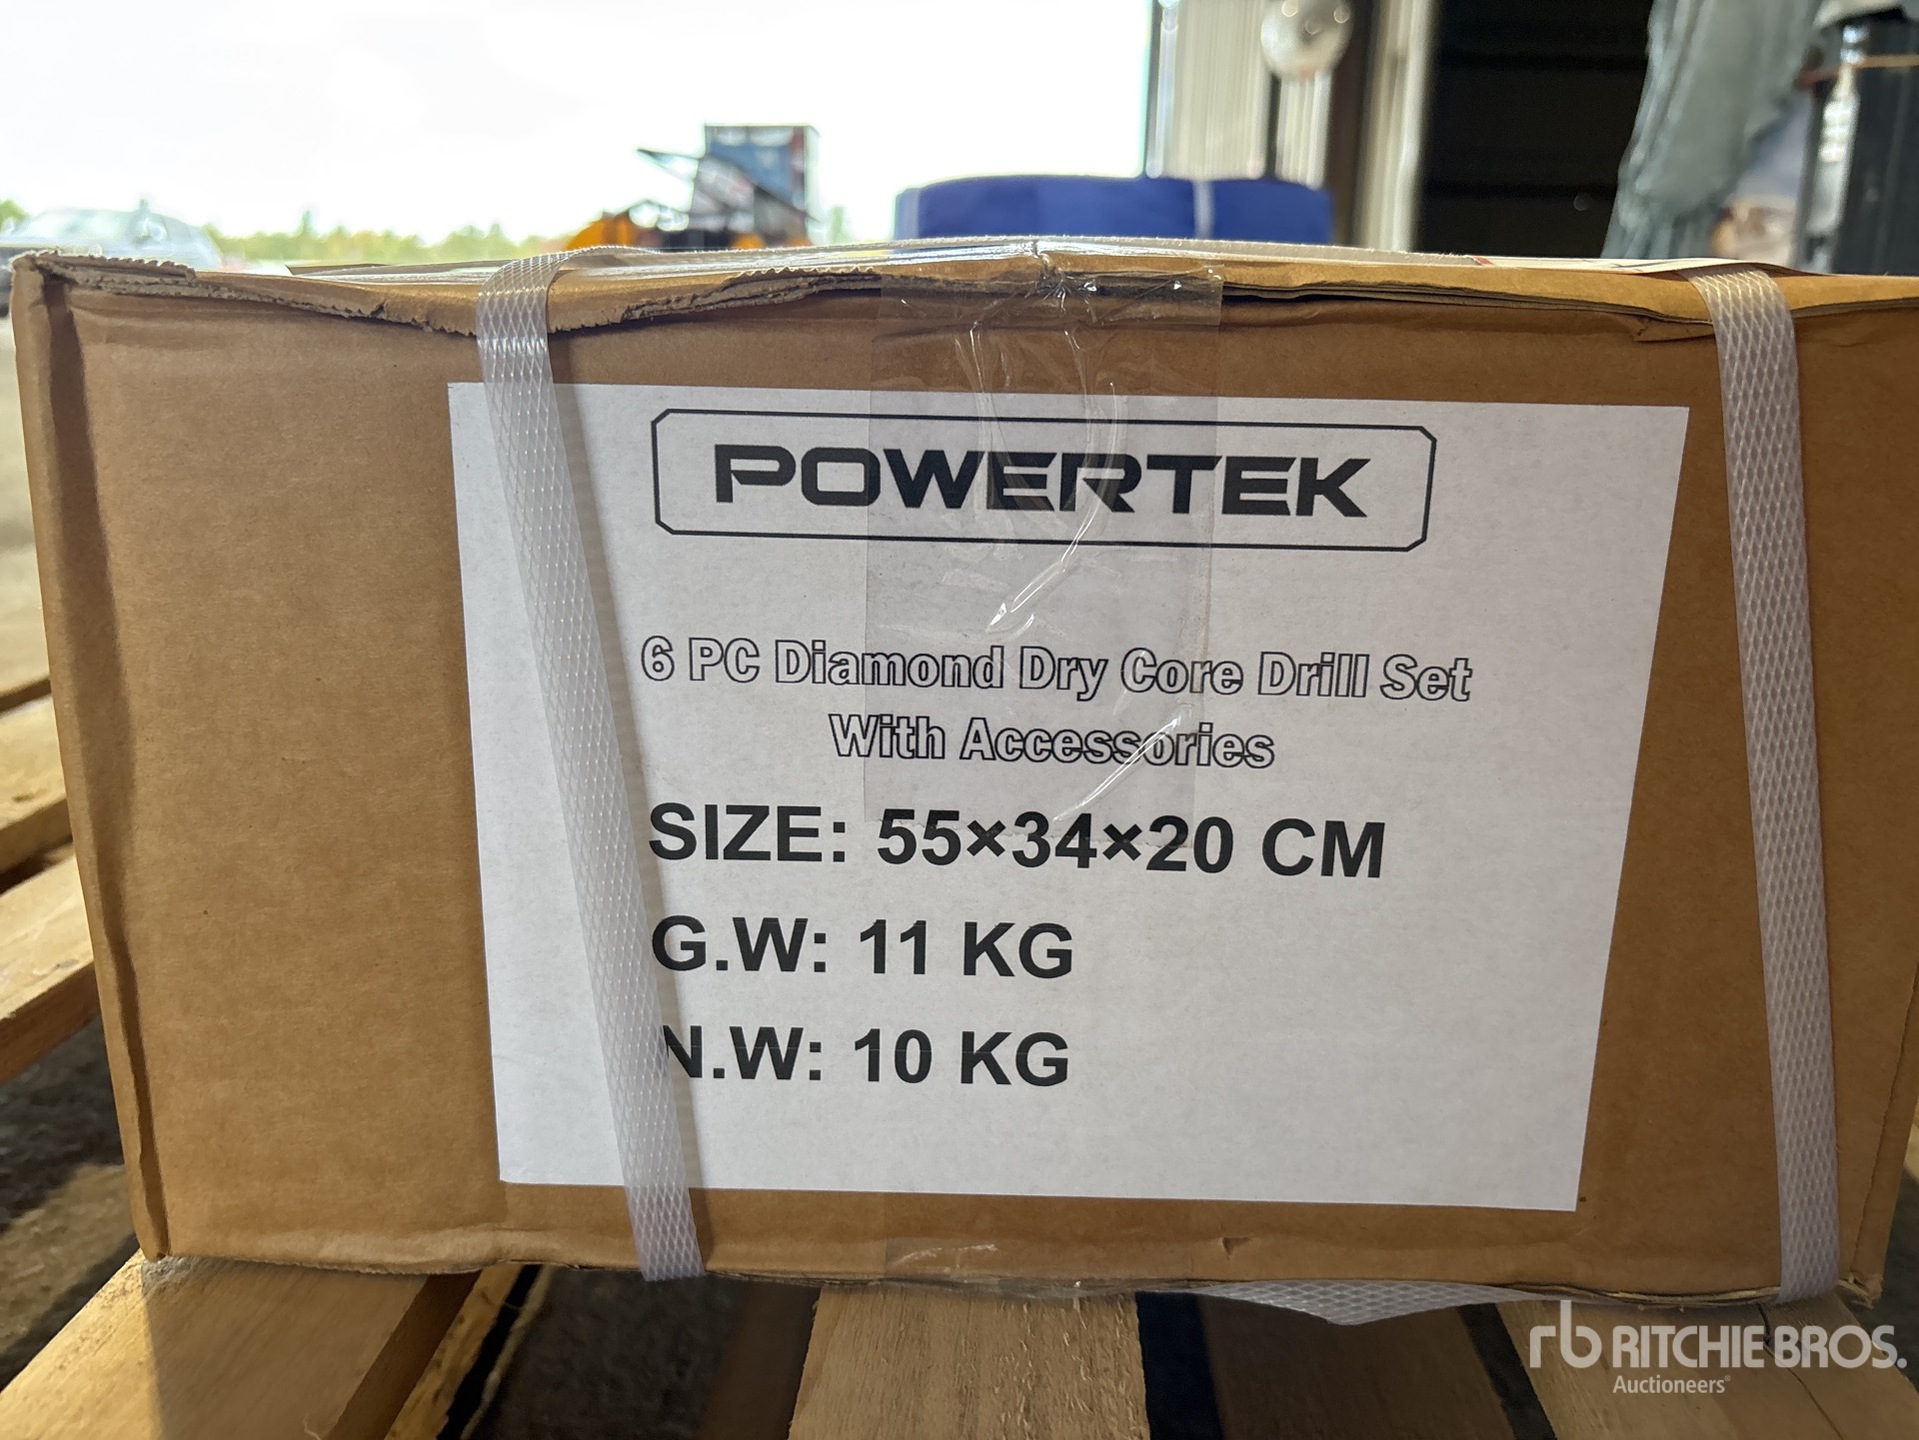 POWERTEK
6 PC Diamond Dry Core Drill Set
With Accessories
SIZE: 55×34×20 CM
G.W: 11 KG
N.W: 10 KG
rb RITCHIE BROS.
Auctioneers®